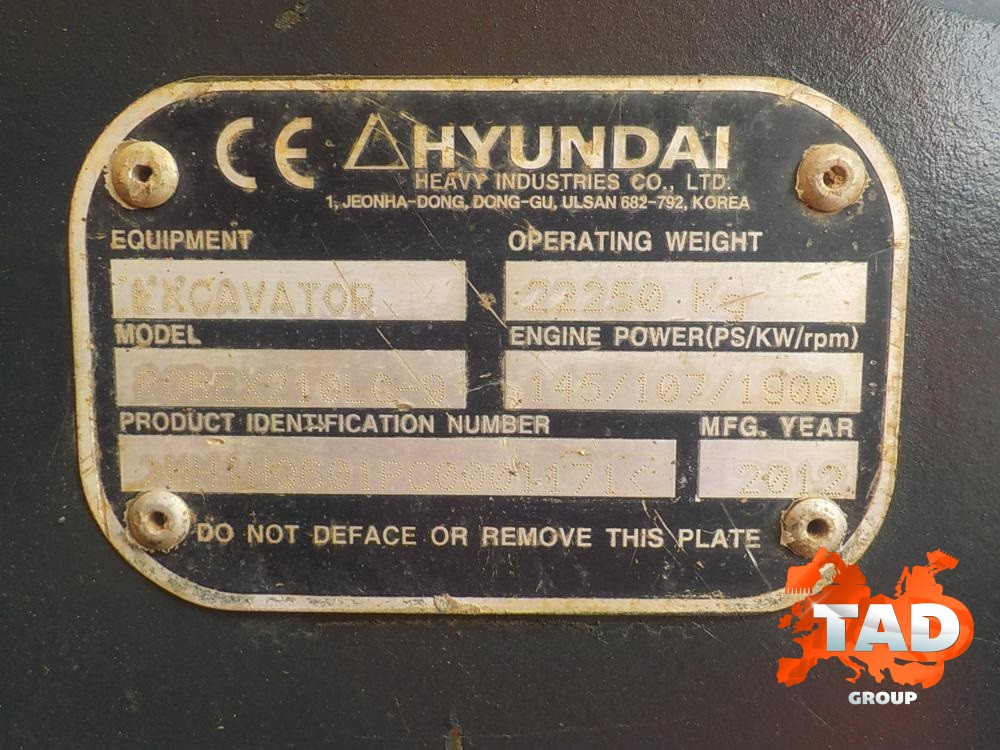 CE HYUNDAI
HEAVY INDUSTRIES CO., LTD.
1, JEONHA-DONG, DONG-GU, ULSAN 682-792, KOREA
EQUIPMENT OPERATING WEIGHT
EXCAVATOR 22250 Kg
MODEL ENGINE POWER(PS/KW/rpm)
ROBEX210LC-9 145/107/1900
PRODUCT IDENTIFICATION NUMBER MFG. YEAR
2012
DO NOT DEFACE OR REMOVE THIS PLATE
TAD
GROUP